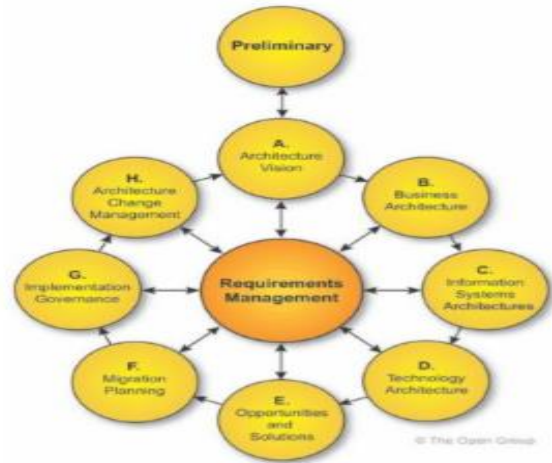 Preliminary
A.
Architecture
Vision
B.
Business
Architecture
C.
Information
Systems
Architectures
D.
Technology
Architecture
E.
Opportunities
and
Solutions
F.
Migration
Planning
G.
Implementation
Governance
H.
Architecture
Change
Management
Requirements
Management
© The Open Group